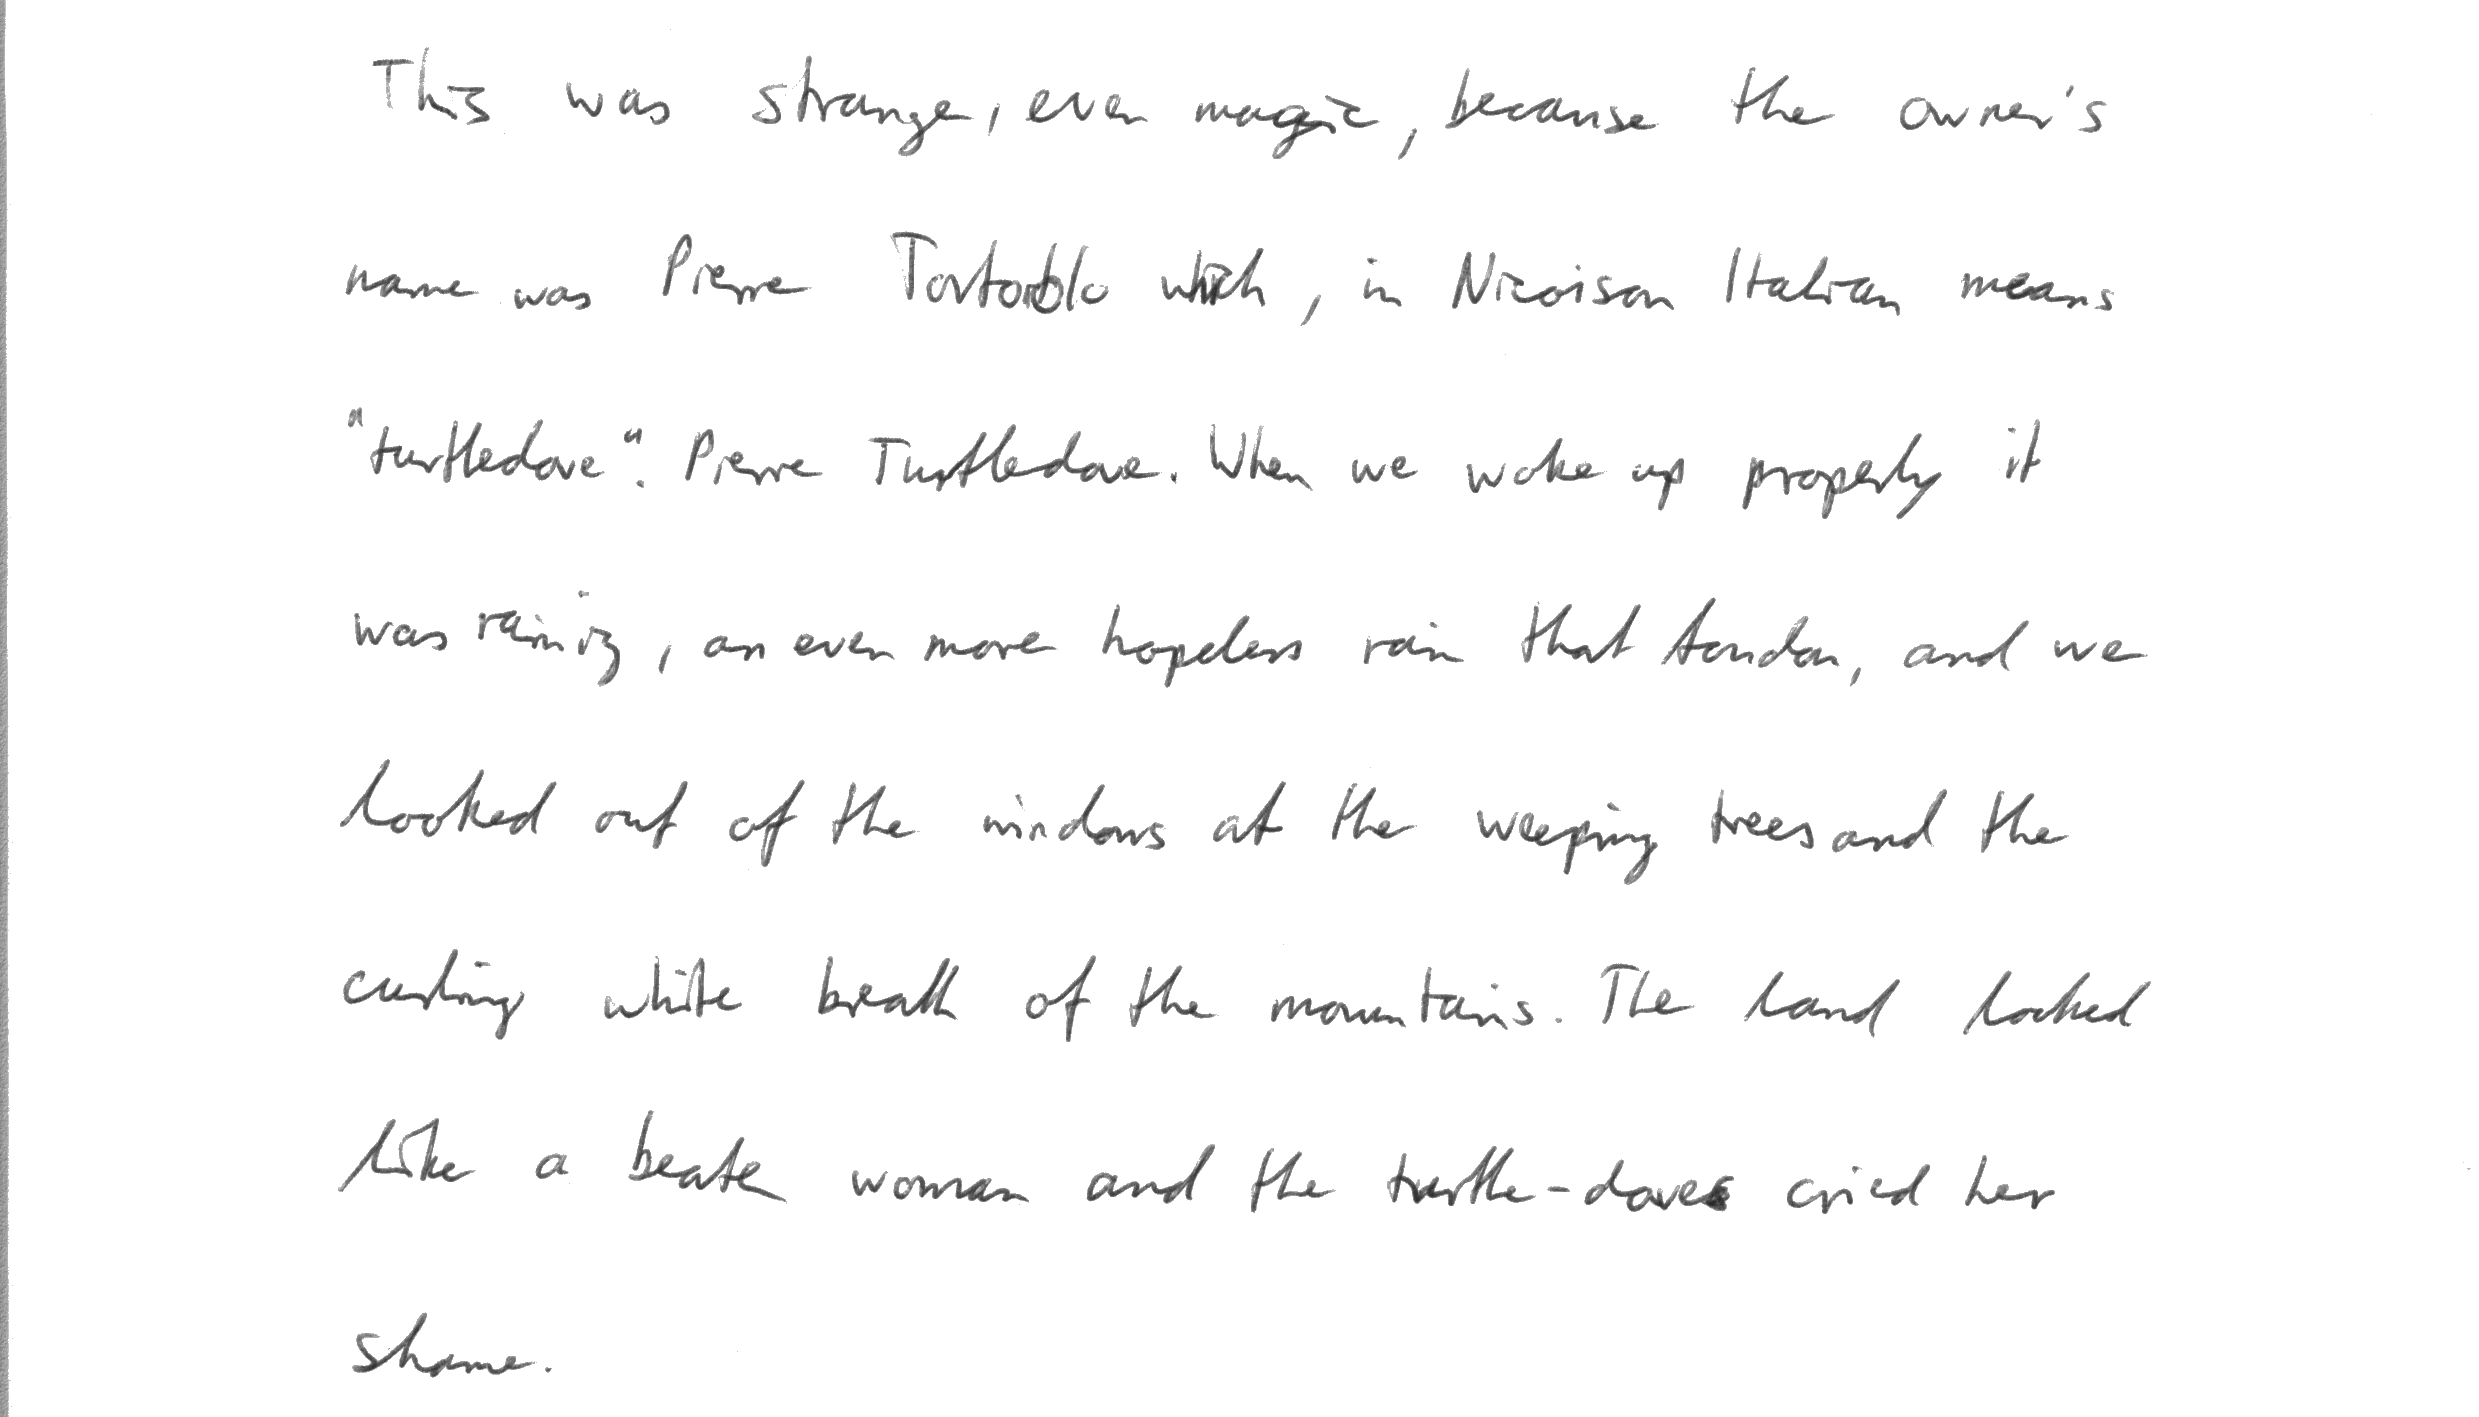 This was strange, even magic, because the owner's
name was Pierre Tortorblo which, in Nicoisan Italian means
"turtledove". Pierre Turtledove. When we woke up properly it
was raining, an even more hopeless rain that London, and we
looked out of the windows at the weeping trees and the
curling white breath of the mountains. The land looked
like a beaten woman and the turtle-doves cried her
shame.